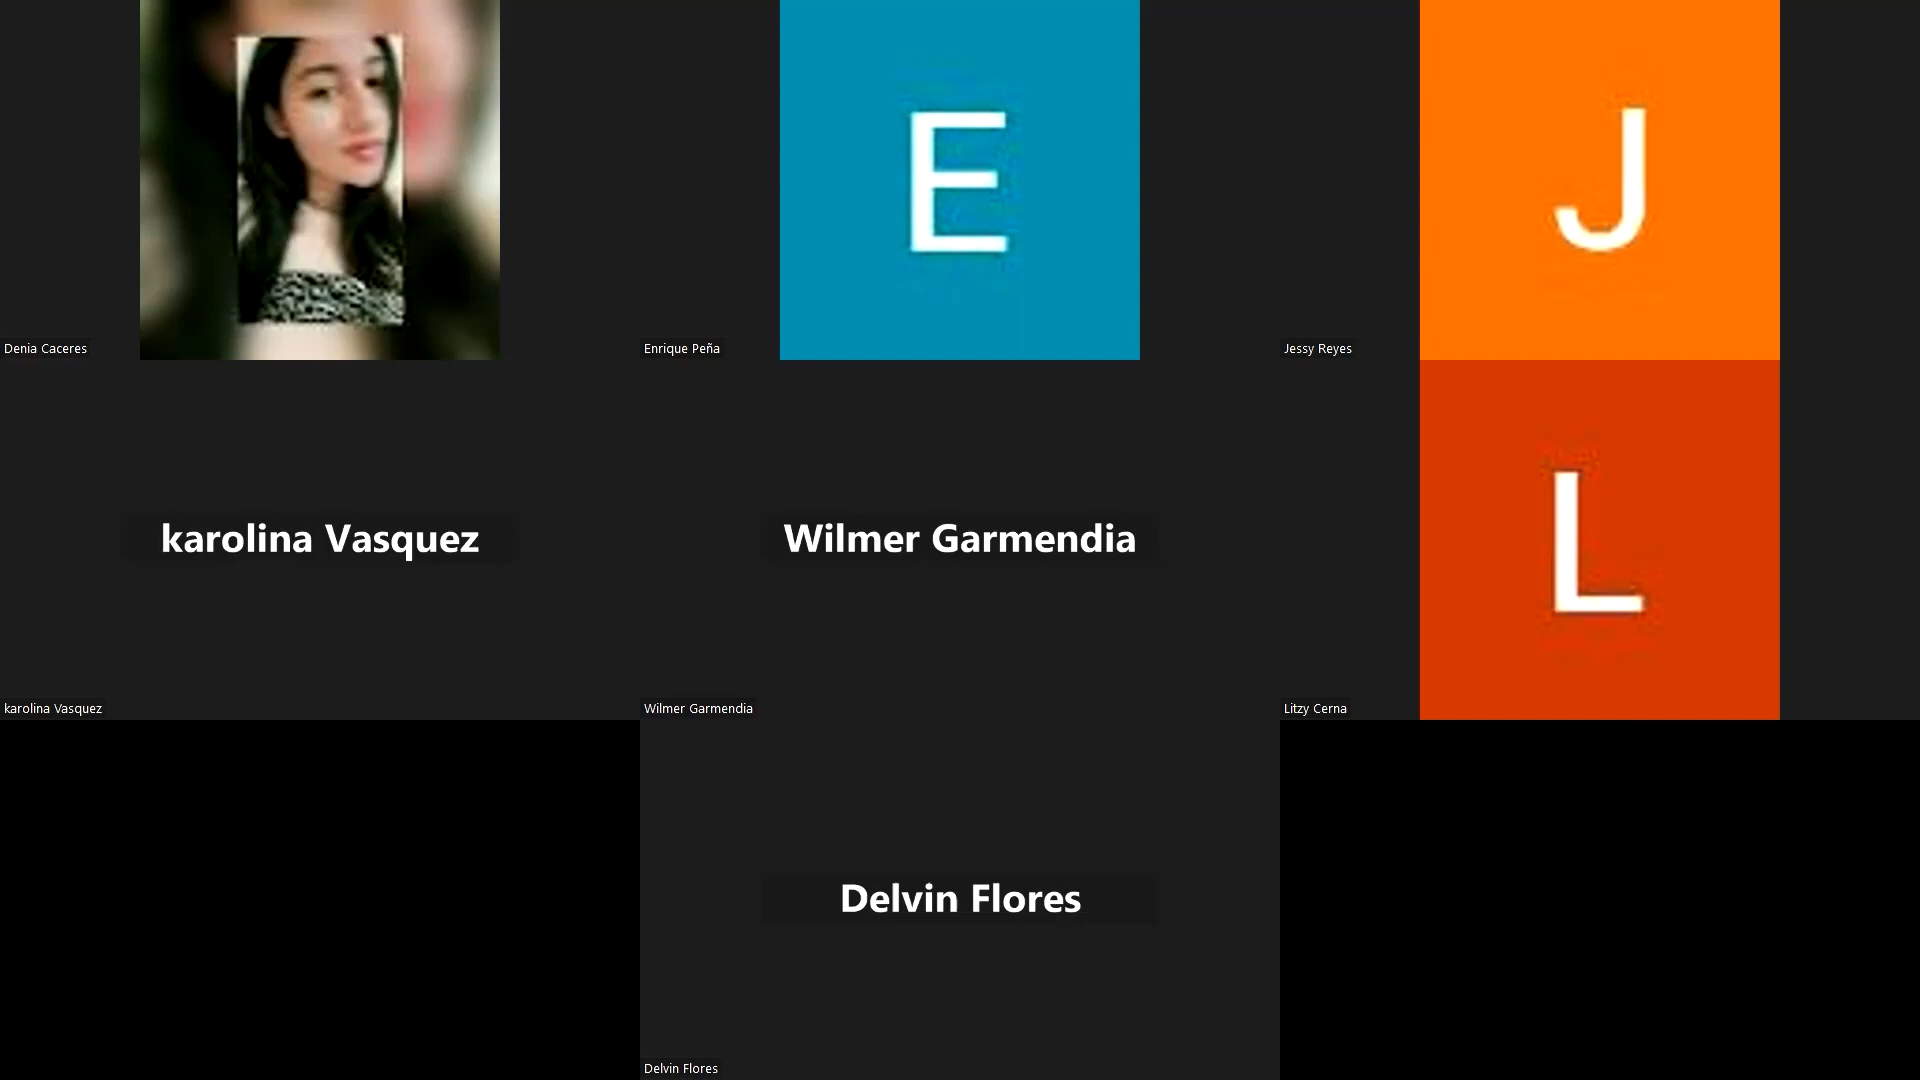 E
J
Denia Caceres
Enrique Peña
Jessy Reyes
karolina Vasquez
Wilmer Garmendia
L
karolina Vasquez
Wilmer Garmendia
Litzy Cerna
Delvin Flores
Delvin Flores